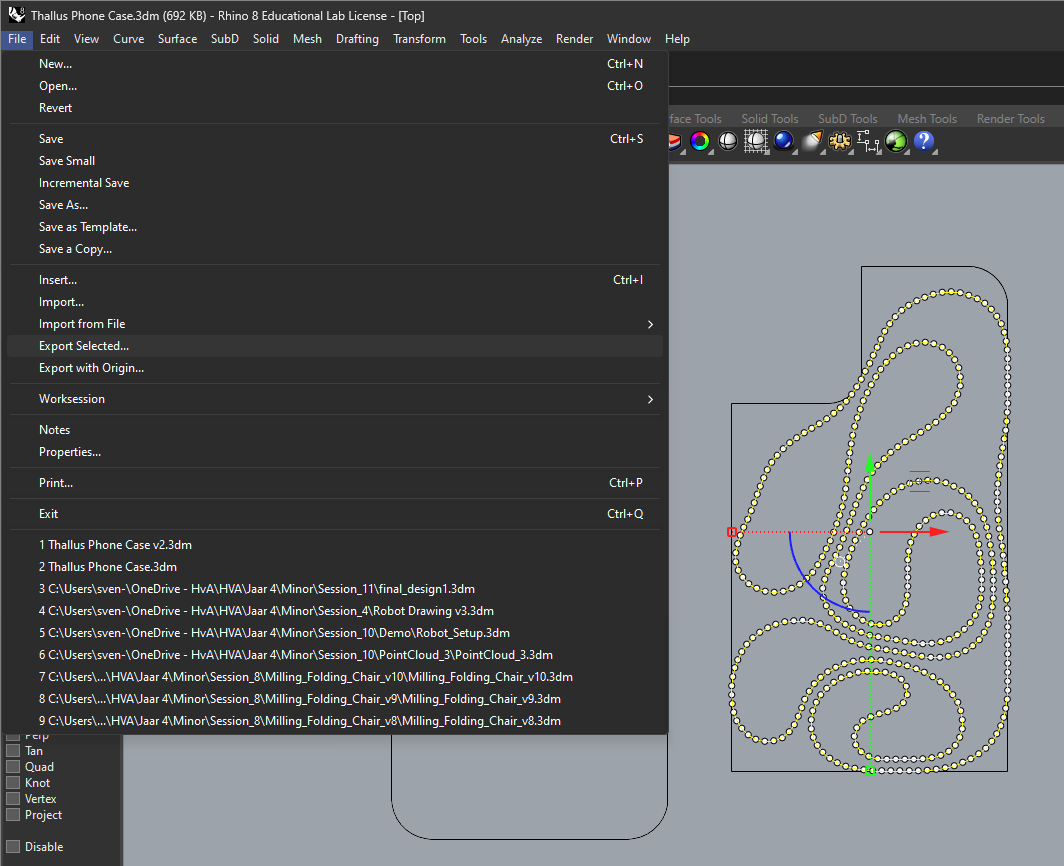 Thallus Phone Case.3dm (692 KB) - Rhino 8 Educational Lab License - [Top]
File Edit View Curve Surface SubD Solid Mesh Drafting Transform Tools Analyze Render Window Help
New... Ctrl+N
Open... Ctrl+O
Revert
face Tools Solid Tools SubD Tools Mesh Tools Render Tools
Save Ctrl+S
Save Small
Incremental Save
Save As...
Save as Template...
Save a Copy...
Insert... Ctrl+I
Import...
Import from File
Export Selected...
Export with Origin...
Worksession
Notes
Properties...
Print... Ctrl+P
Exit Ctrl+Q
1 Thallus Phone Case v2.3dm
2 Thallus Phone Case.3dm
3 C:\Users\sven-\OneDrive - HvA\HVA\Jaar 4\Minor\Session_11\final_design1.3dm
4 C:\Users\sven-\OneDrive - HvA\HVA\Jaar 4\Minor\Session_4\Robot Drawing v3.3dm
5 C:\Users\sven-\OneDrive - HvA\HVA\Jaar 4\Minor\Session_10\Demo\Robot_Setup.3dm
6 C:\Users\sven-\OneDrive - HvA\HVA\Jaar 4\Minor\Session_10\PointCloud_3\PointCloud_3.3dm
7 C:\Users\...\HVA\Jaar 4\Minor\Session_8\Milling_Folding_Chair_v10\Milling_Folding_Chair_v10.3dm
8 C:\Users\...\HVA\Jaar 4\Minor\Session_8\Milling_Folding_Chair_v9\Milling_Folding_Chair_v9.3dm
9 C:\Users\...\HVA\Jaar 4\Minor\Session_8\Milling_Folding_Chair_v8\Milling_Folding_Chair_v8.3dm
Perp
Tan
Quad
Knot
Vertex
Project
Disable